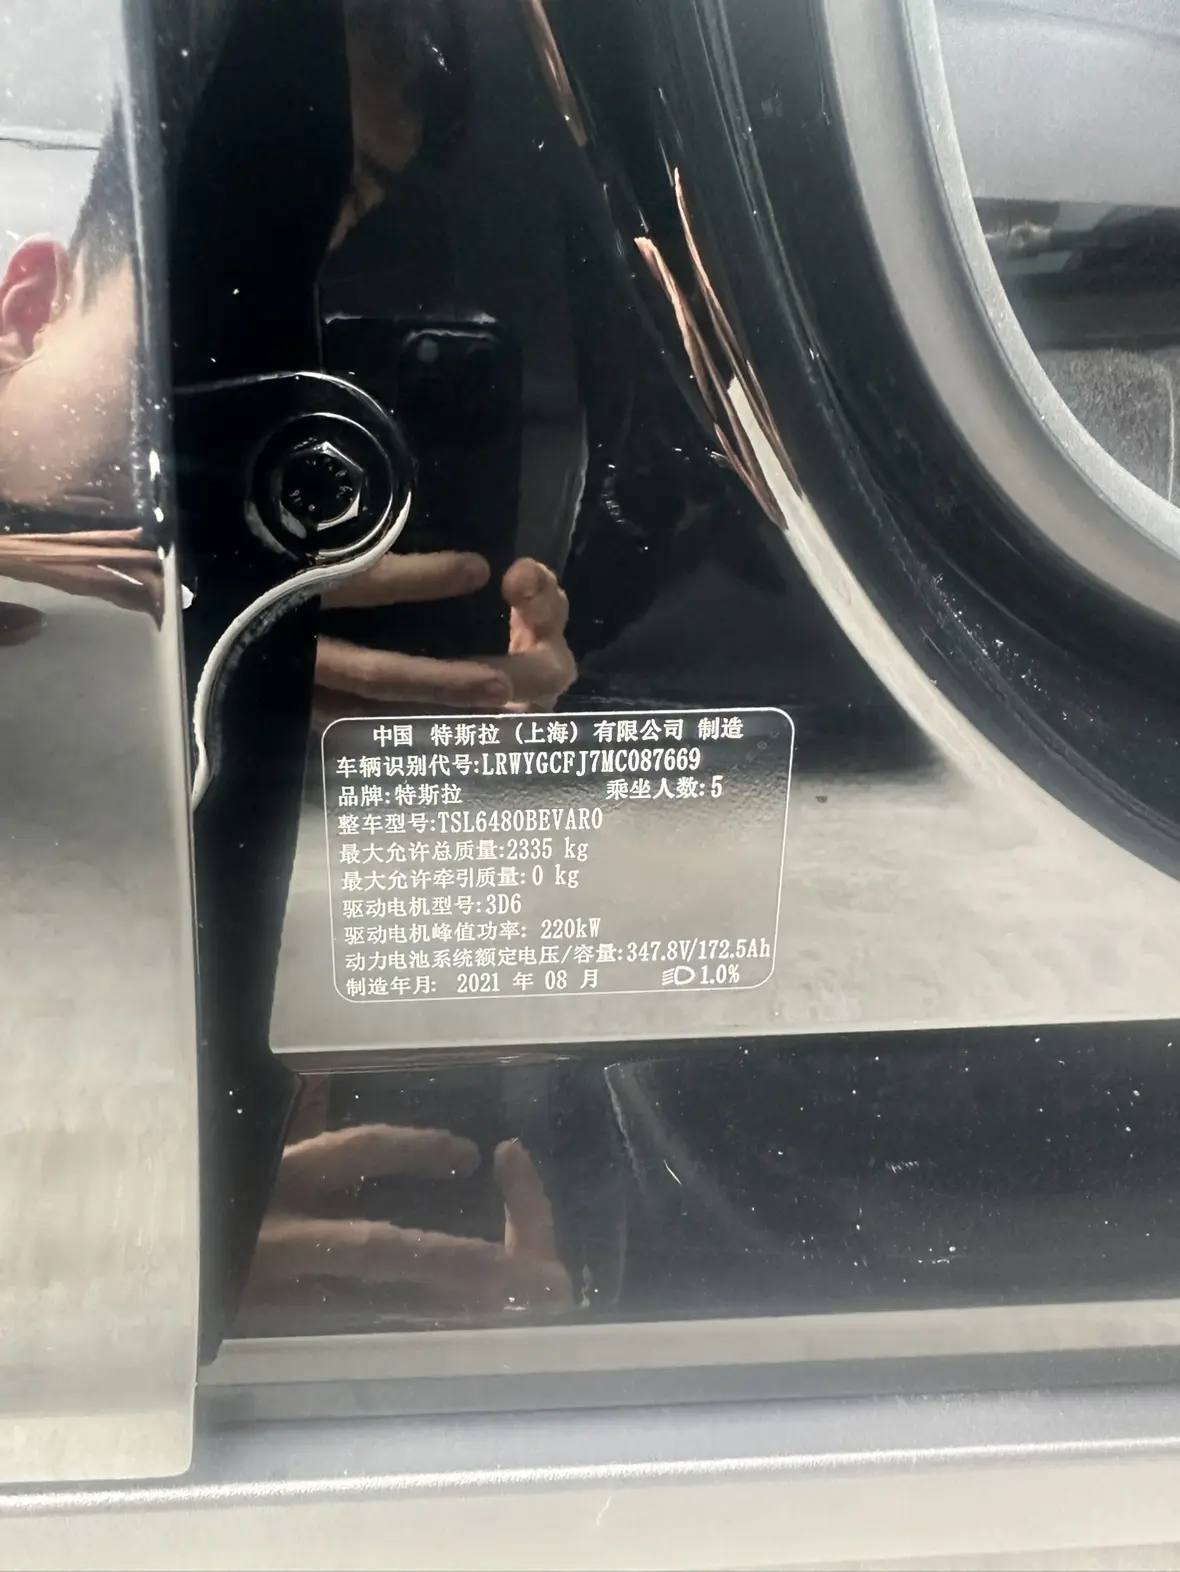 中国 特斯拉 (上海) 有限公司 制造
车辆识别代号:LRWYGCFJ7MC087669
品牌:特斯拉 乘坐人数:5
整车型号:TSL6480BEVAR0
最大允许总质量:2335 kg
最大允许牵引质量:0 kg
驱动电机型号:3D6
驱动电机峰值功率: 220kW
动力电池系统额定电压/容量:347.8V/172.5Ah
制造年月: 2021 年 08 月 1.0%